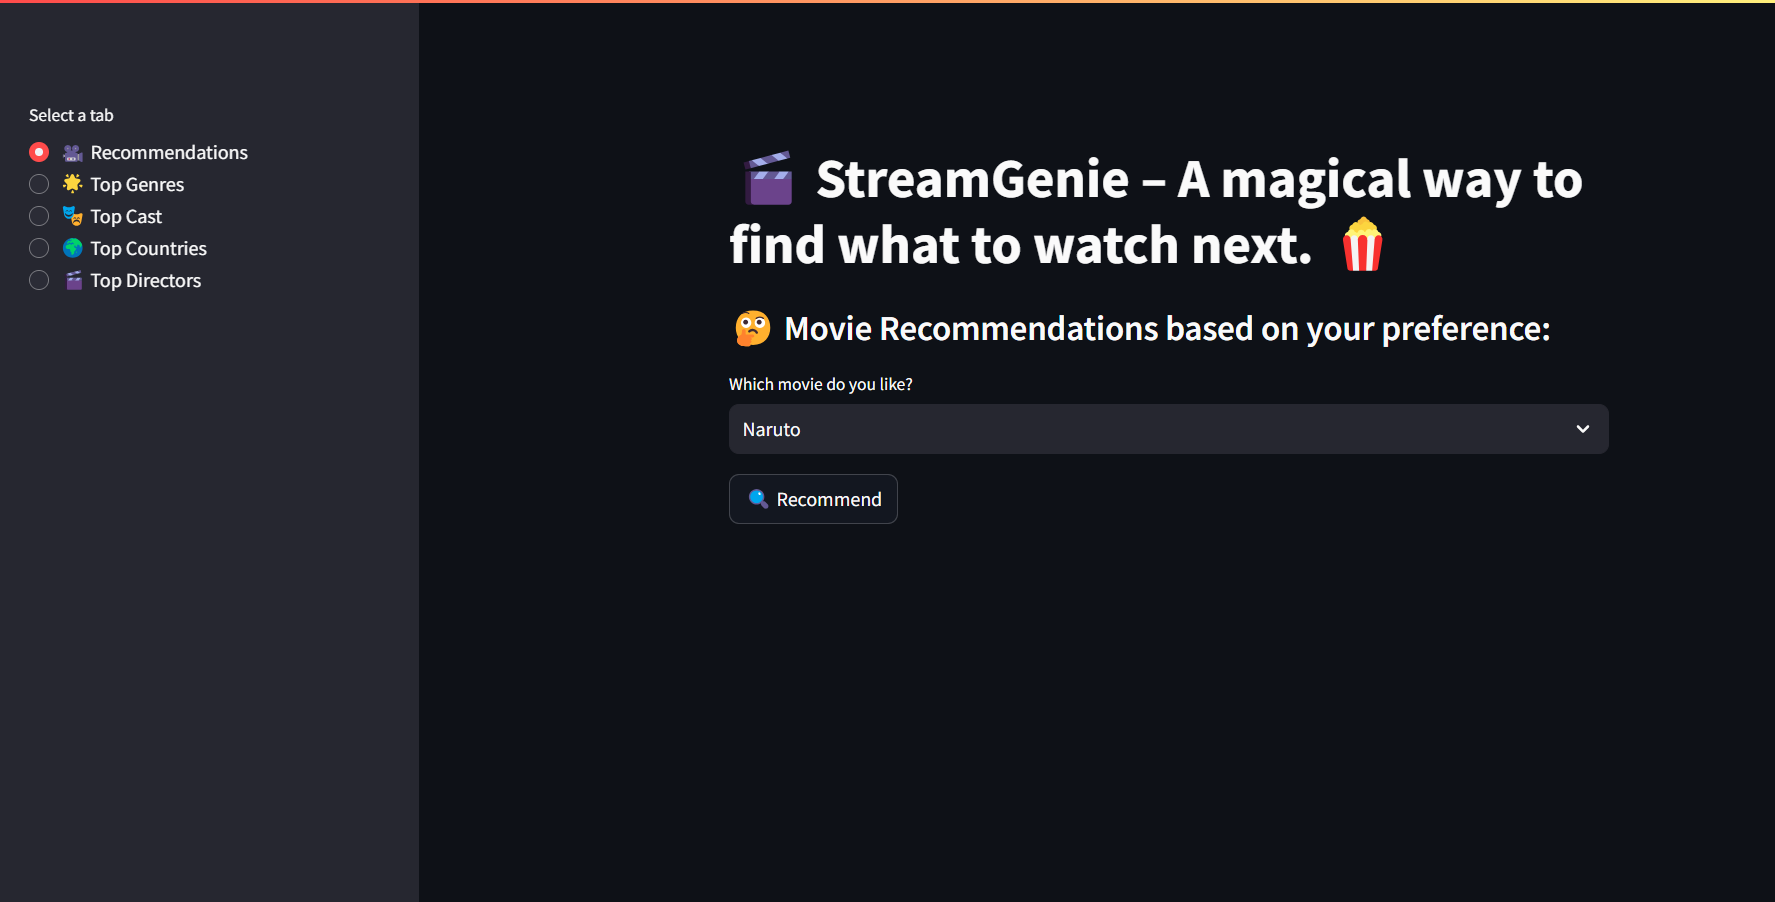 Select a tab
Recommendations
Top Genres
Top Cast
Top Countries
Top Directors
StreamGenie – A magical way to
find what to watch next.
Movie Recommendations based on your preference:
Which movie do you like?
Naruto
Recommend